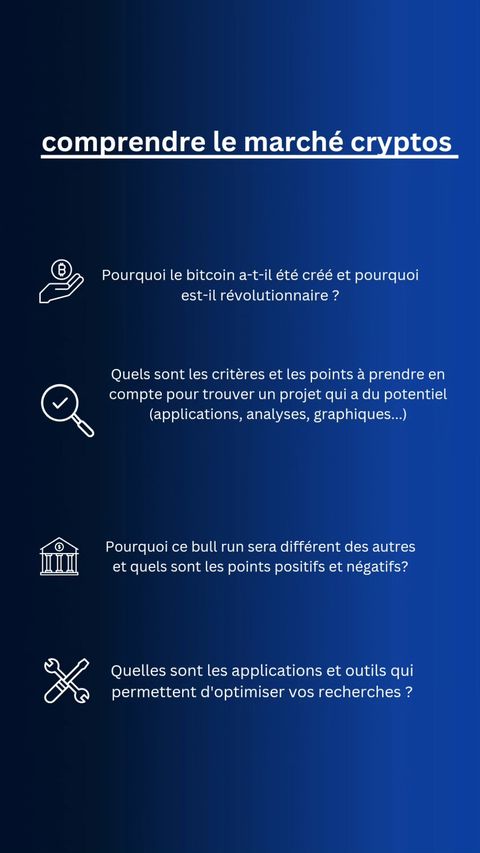 comprendre le marché cryptos
Pourquoi le bitcoin a-t-il été créé et pourquoi
est-il révolutionnaire ?
Quels sont les critères et les points à prendre en
compte pour trouver un projet qui a du potentiel
(applications, analyses, graphiques...)
Pourquoi ce bull run sera différent des autres
et quels sont les points positifs et négatifs?
Quelles sont les applications et outils qui
permettent d'optimiser vos recherches ?